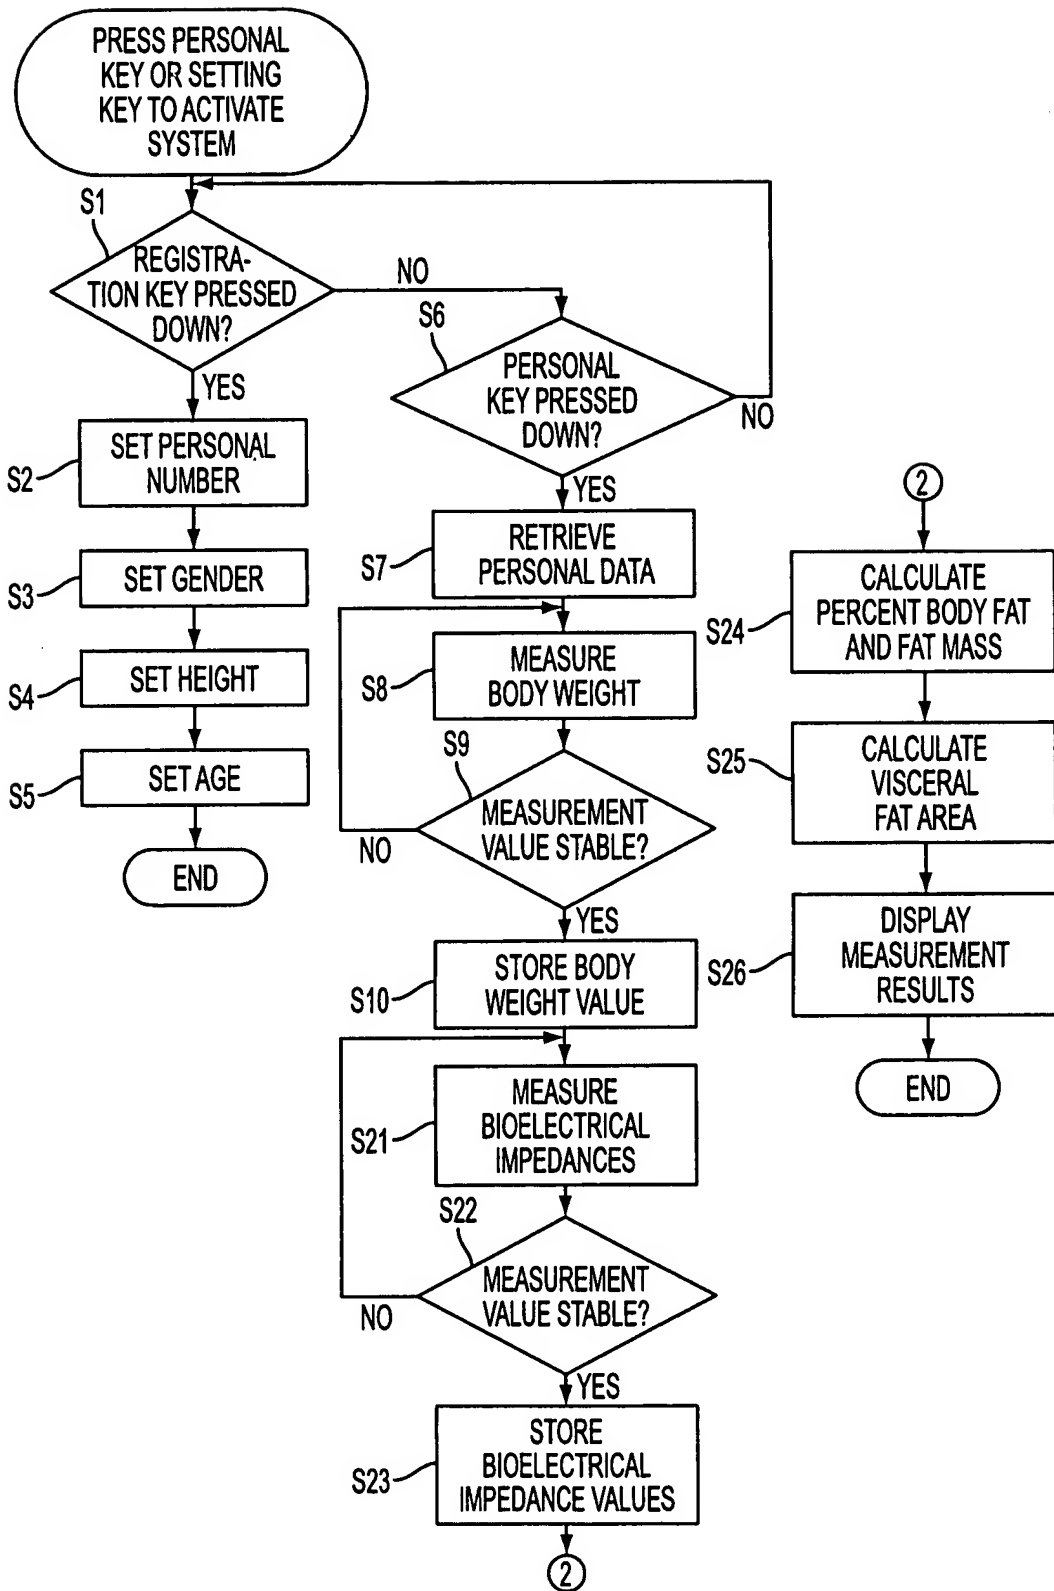 PRESS PERSONAL
KEY OR SETTING
KEY TO ACTIVATE
SYSTEM
S1
REGISTRA-
TION KEY PRESSED
DOWN?
NO
YES
S2
SET PERSONAL
NUMBER
S3
SET GENDER
S4
SET HEIGHT
S5
SET AGE
END
S6
PERSONAL
KEY PRESSED
DOWN?
NO
YES
S7
RETRIEVE
PERSONAL DATA
S8
MEASURE
BODY WEIGHT
S9
MEASUREMENT
VALUE STABLE?
NO
YES
S10
STORE BODY
WEIGHT VALUE
S21
MEASURE
BIOELECTRICAL
IMPEDANCES
S22
MEASUREMENT
VALUE STABLE?
NO
YES
S23
STORE
BIOELECTRICAL
IMPEDANCE VALUES
2
2
S24
CALCULATE
PERCENT BODY FAT
AND FAT MASS
S25
CALCULATE
VISCERAL
FAT AREA
S26
DISPLAY
MEASUREMENT
RESULTS
END